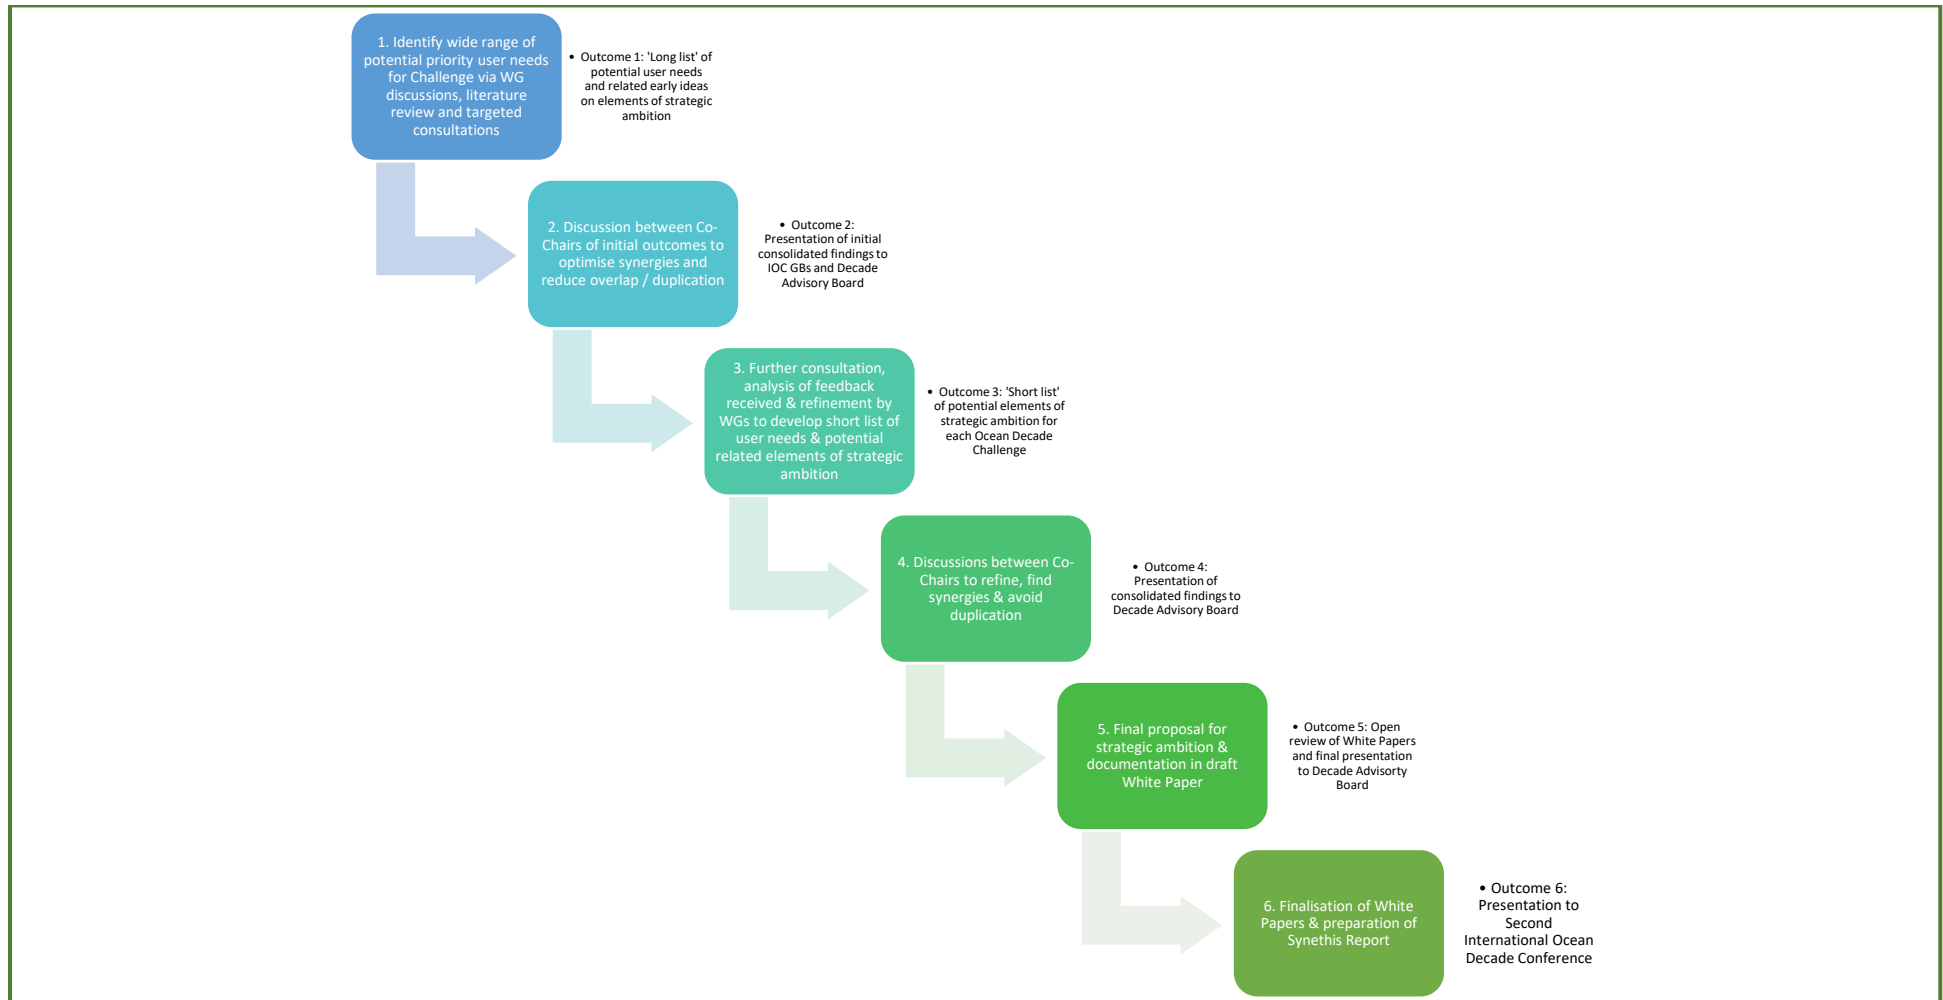 1. Identify wide range of
potential priority user needs
for Challenge via WG
discussions, literature
review and targeted
consultations
• Outcome 1: 'Long list' of
potential user needs
and related early ideas
on elements of strategic
ambition
2. Discussion between Co-
Chairs of initial outcomes to
optimise synergies and
reduce overlap / duplication
• Outcome 2:
Presentation of initial
consolidated findings to
IOC GBs and Decade
Advisory Board
3. Further consultation,
analysis of feedback
received & refinement by
WGs to develop short list of
user needs & potential
related elements of strategic
ambition
• Outcome 3: 'Short list'
of potential elements of
strategic ambition for
each Ocean Decade
Challenge
4. Discussions between Co-
Chairs to refine, find
synergies & avoid
duplication
• Outcome 4:
Presentation of
consolidated findings to
Decade Advisory Board
5. Final proposal for
strategic ambition &
documentation in draft
White Paper
• Outcome 5: Open
review of White Papers
and final presentation
to Decade Advisorty
Board
6. Finalisation of White
Papers & preparation of
Synethis Report
• Outcome 6:
Presentation to
Second
International Ocean
Decade Conference